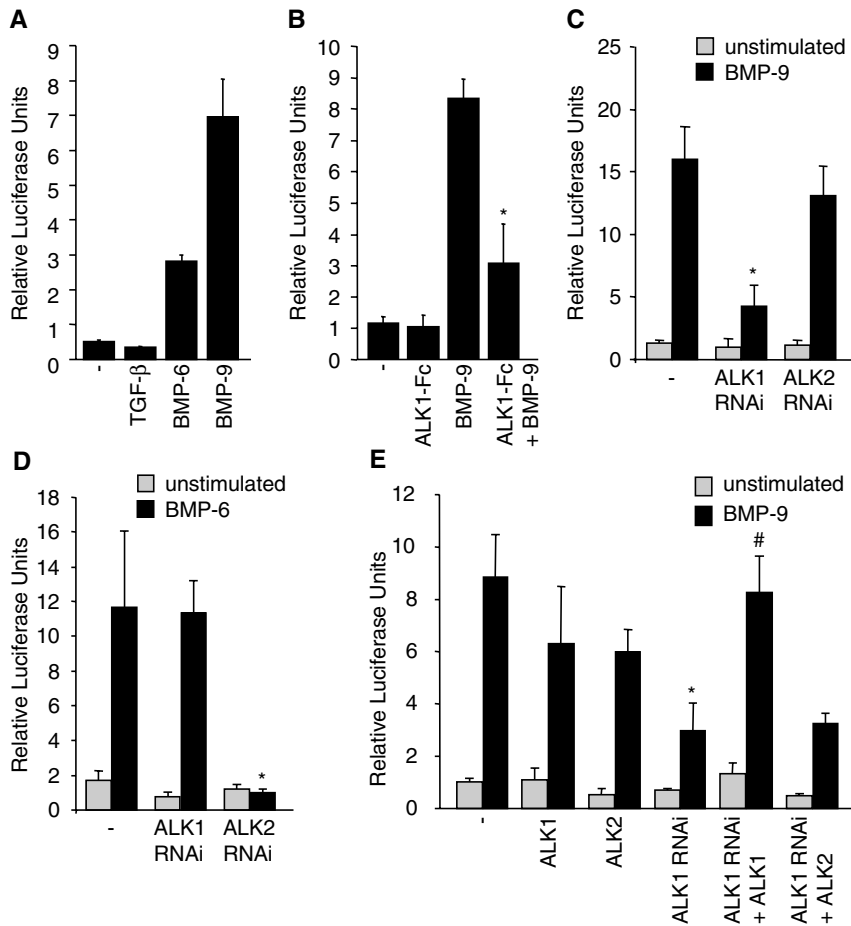 A
Relative Luciferase Units
9
8
7
6
5
4
3
2
1
0
-
TGF-β
BMP-6
BMP-9
B
Relative Luciferase Units
10
9
8
7
6
5
4
3
2
1
0
*
-
ALK1-Fc
BMP-9
ALK1-Fc
+ BMP-9
C
unstimulated
BMP-9
Relative Luciferase Units
25
20
15
10
5
0
*
-
ALK1
RNAi
ALK2
RNAi
D
unstimulated
BMP-6
Relative Luciferase Units
18
16
14
12
10
8
6
4
2
0
*
-
ALK1
RNAi
ALK2
RNAi
E
unstimulated
BMP-9
Relative Luciferase Units
12
10
8
6
4
2
0
*
#
-
ALK1
ALK2
ALK1 RNAi
ALK1 RNAi
+ ALK1
ALK1 RNAi
+ ALK2